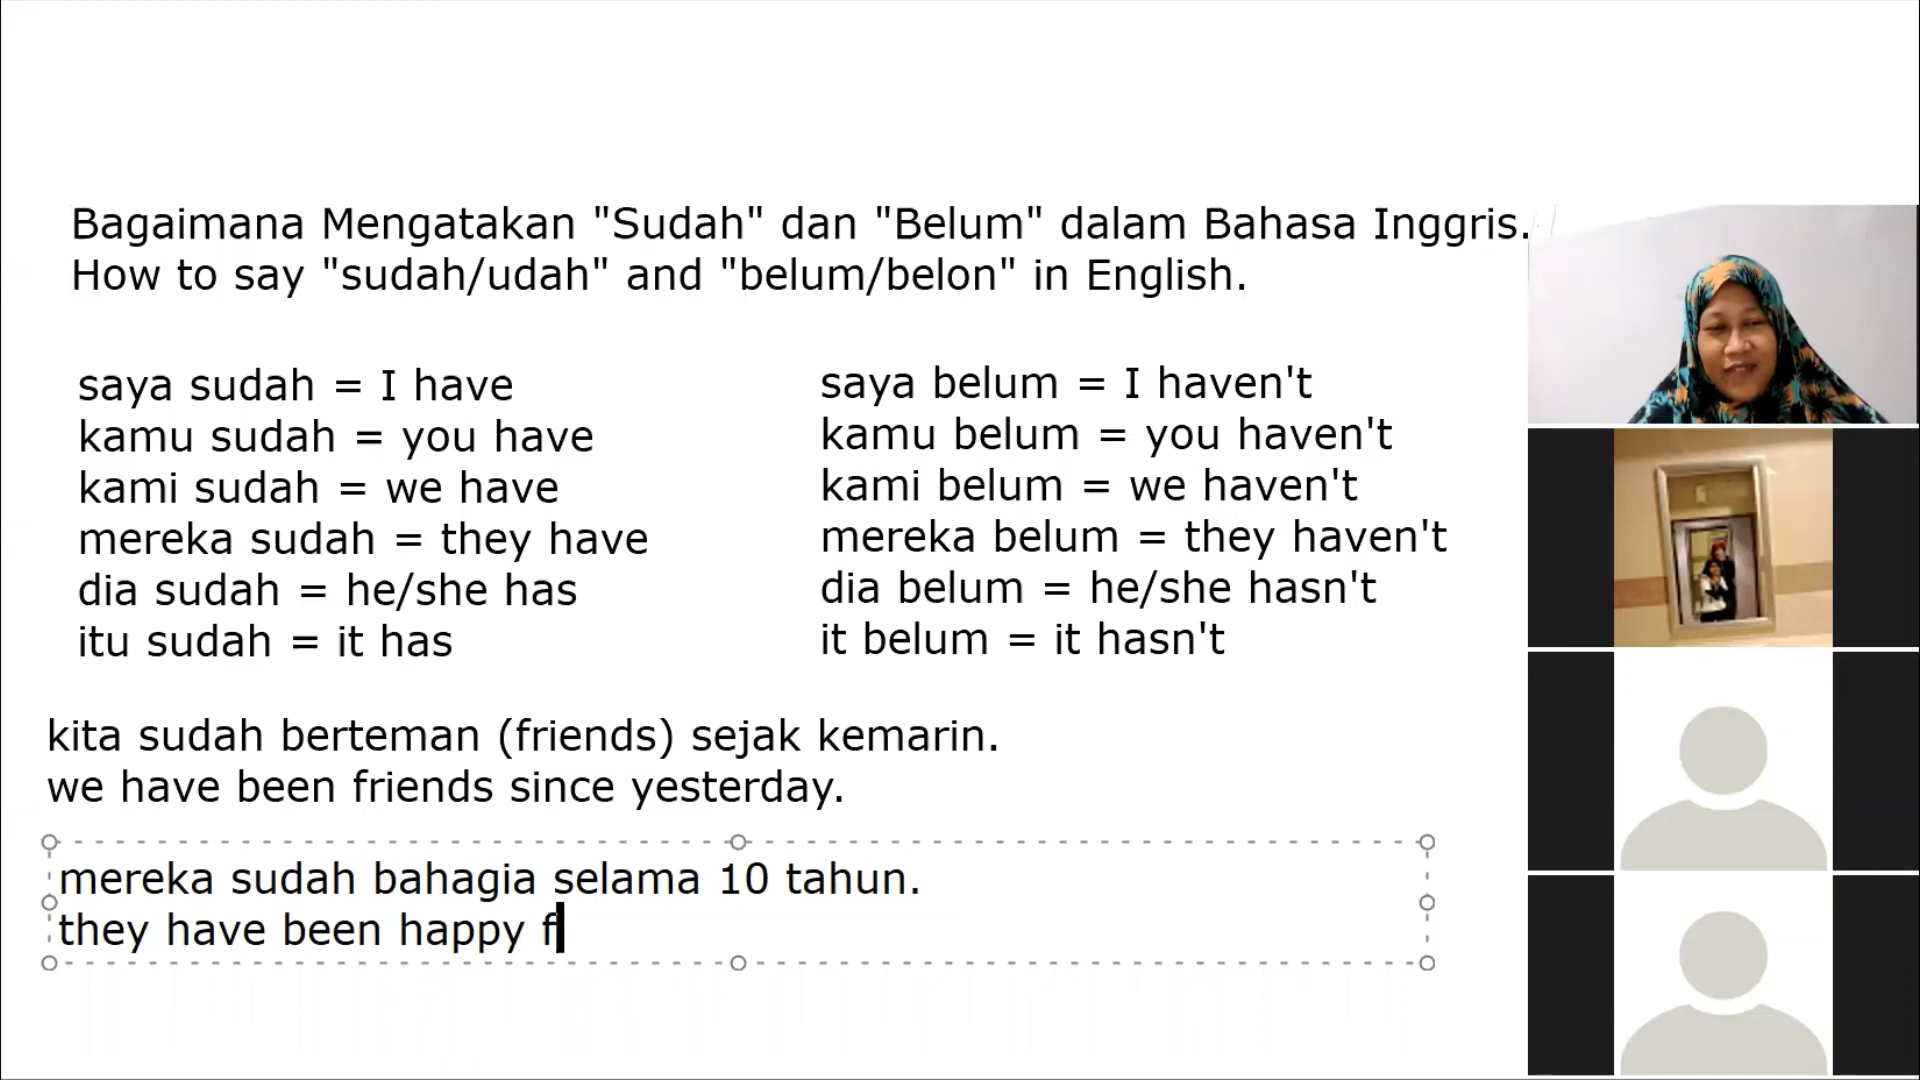 Bagaimana Mengatakan "Sudah" dan "Belum" dalam Bahasa Inggris.
How to say "sudah/udah" and "belum/belon" in English.
saya sudah = I have
kamu sudah = you have
kami sudah = we have
mereka sudah = they have
dia sudah = he/she has
itu sudah = it has
saya belum = I haven't
kamu belum = you haven't
kami belum = we haven't
mereka belum = they haven't
dia belum = he/she hasn't
it belum = it hasn't
kita sudah berteman (friends) sejak kemarin.
we have been friends since yesterday.
mereka sudah bahagia selama 10 tahun.
they have been happy f